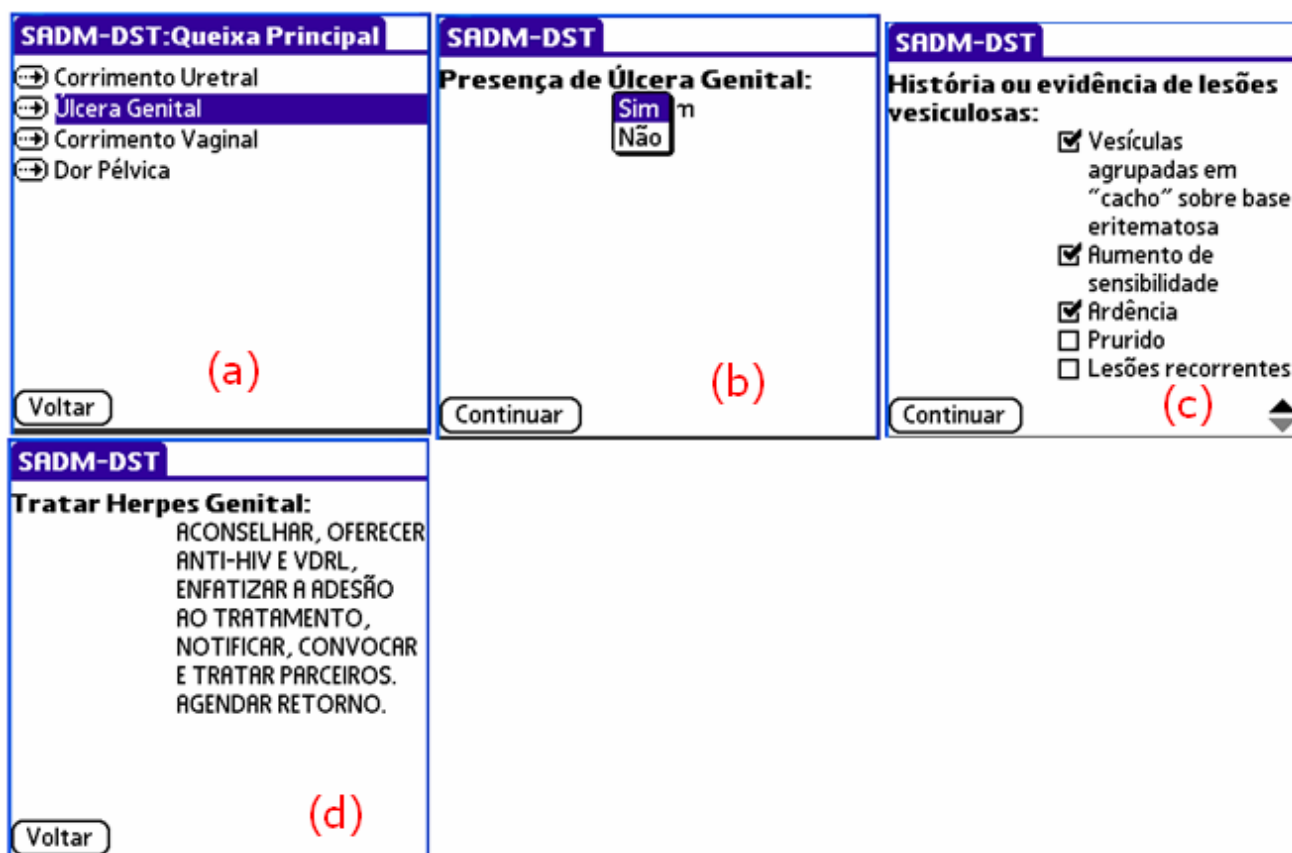 SADM-DST:Queixa Principal
Corrimento Uretral
Úlcera Genital
Corrimento Vaginal
Dor Pélvica
(a)
Voltar
SADM-DST
Presença de Úlcera Genital:
Sim m
Não
(b)
Continuar
SADM-DST
História ou evidência de lesões
vesiculosas:
Vesículas
agrupadas em
"cacho" sobre base
eritematosa
Aumento de
sensibilidade
Ardência
Prurido
Lesões recorrentes
(c)
Continuar
SADM-DST
Tratar Herpes Genital:
ACONSELHAR, OFERECER
ANTI-HIV E VDRL,
ENFATIZAR A ADESÃO
AO TRATAMENTO,
NOTIFICAR, CONVOCAR
E TRATAR PARCEIROS.
AGENDAR RETORNO.
(d)
Voltar